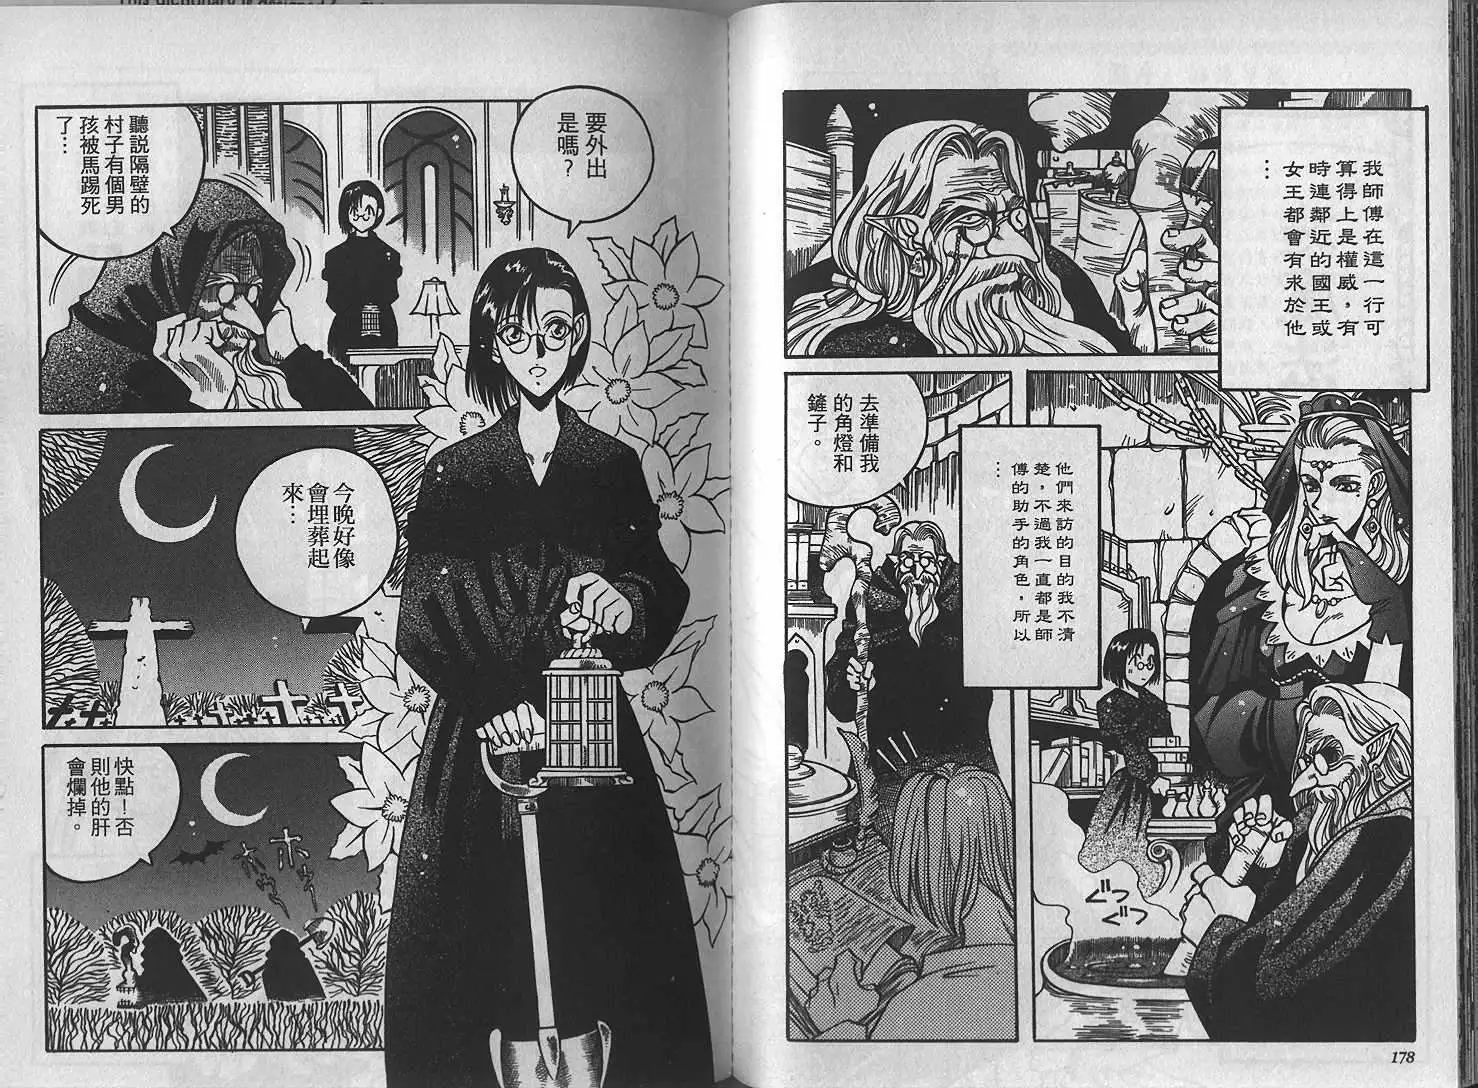 我師傅在這一行可
算得上是權威，有
時連鄰近的國王或
女王都會有求於他
…
他們來訪的目的我不清
楚，不過我一直都是師
傅的助手的角色，所以
…
ぐつ
ぐつ
去準備我
的角燈和
鏟子。
178
要外出
是嗎？
聽說隔壁的
村子有個男
孩被馬踢死
了…
今晚好像
會埋葬起
來…
快點！否
則他的肝
會爛掉。